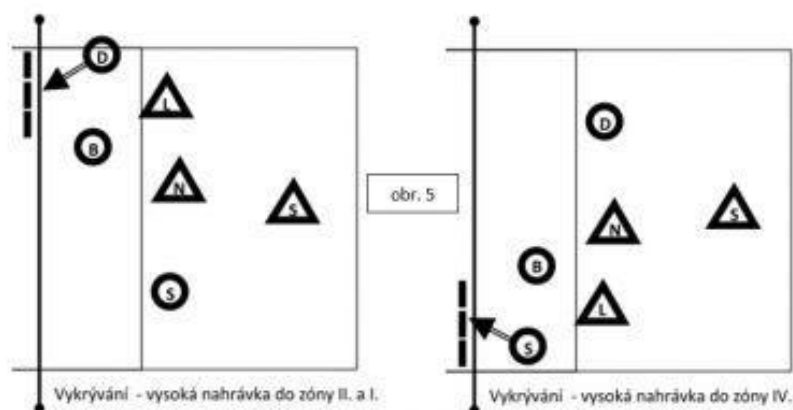 D
L
B
N
S
S
Vykrývání - vysoká nahrávka do zóny II. a I.
obr. 5
D
S
N
B
L
S
Vykrývání - vysoká nahrávka do zóny IV.